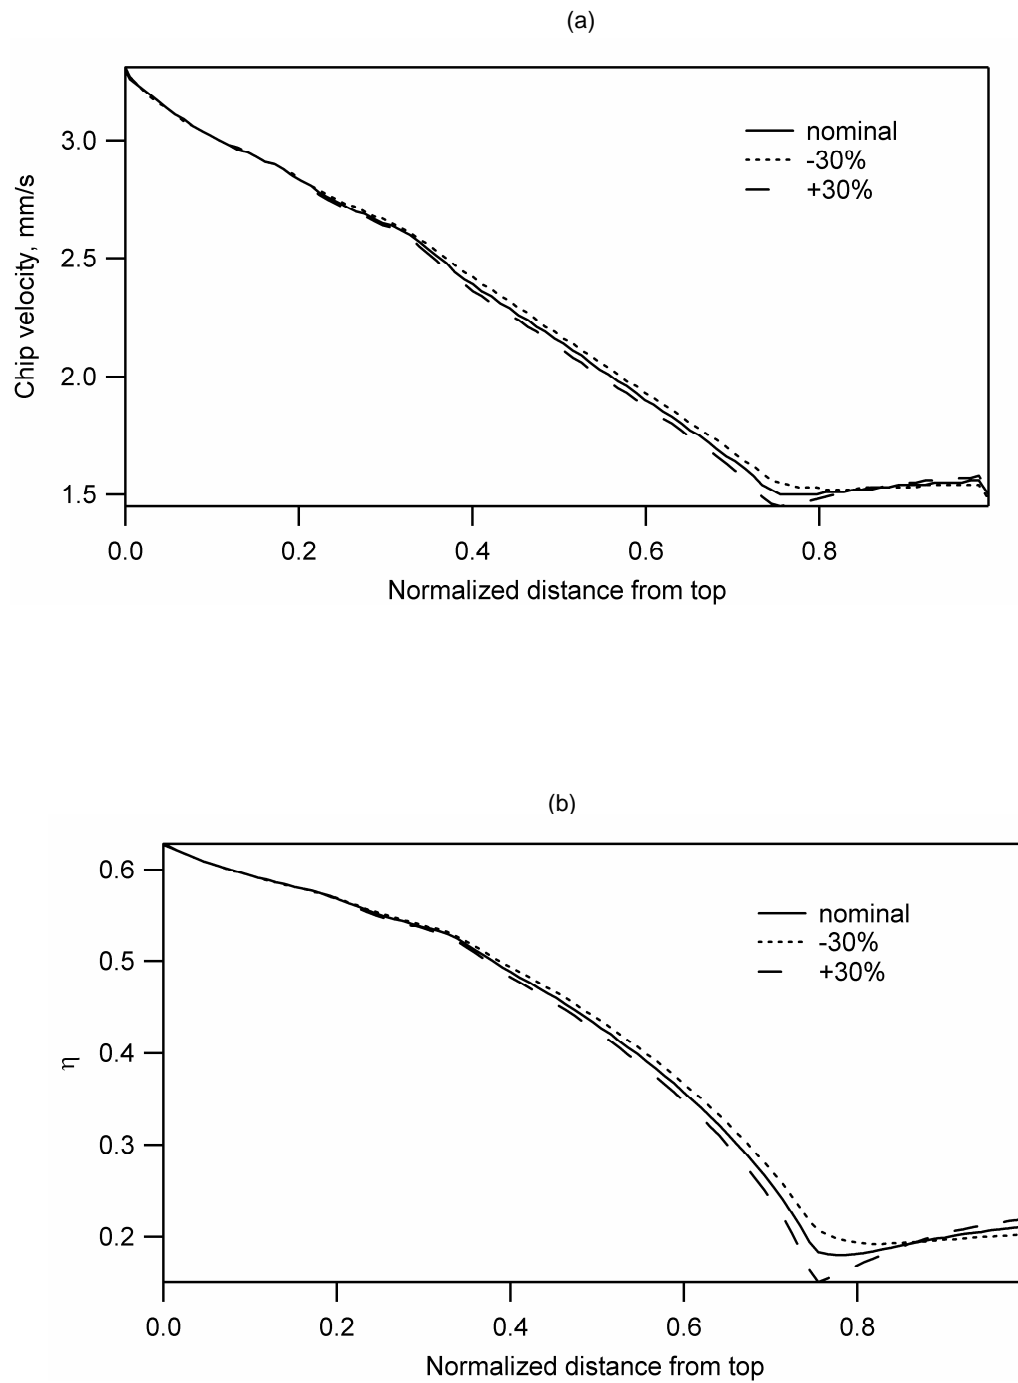 (a)
3.0
2.5
2.0
1.5
Chip velocity, mm/s
nominal
-30%
+30%
0.0 0.2 0.4 0.6 0.8
Normalized distance from top
(b)
0.6
0.5
0.4
0.3
0.2
η
nominal
-30%
+30%
0.0 0.2 0.4 0.6 0.8
Normalized distance from top